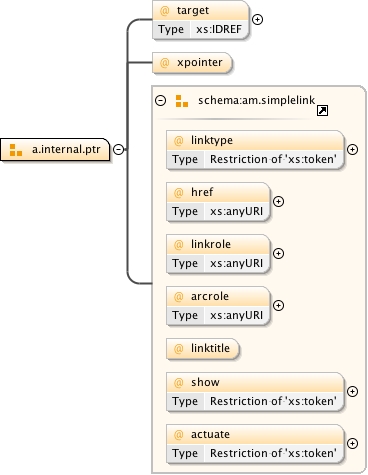 @ target
Type xs:IDREF
@ xpointer
schema:am.simplelink
a.internal.ptr
@ linktype
Type Restriction of 'xs:token'
@ href
Type xs:anyURI
@ linkrole
Type xs:anyURI
@ arcrole
Type xs:anyURI
@ linktitle
@ show
Type Restriction of 'xs:token'
@ actuate
Type Restriction of 'xs:token'